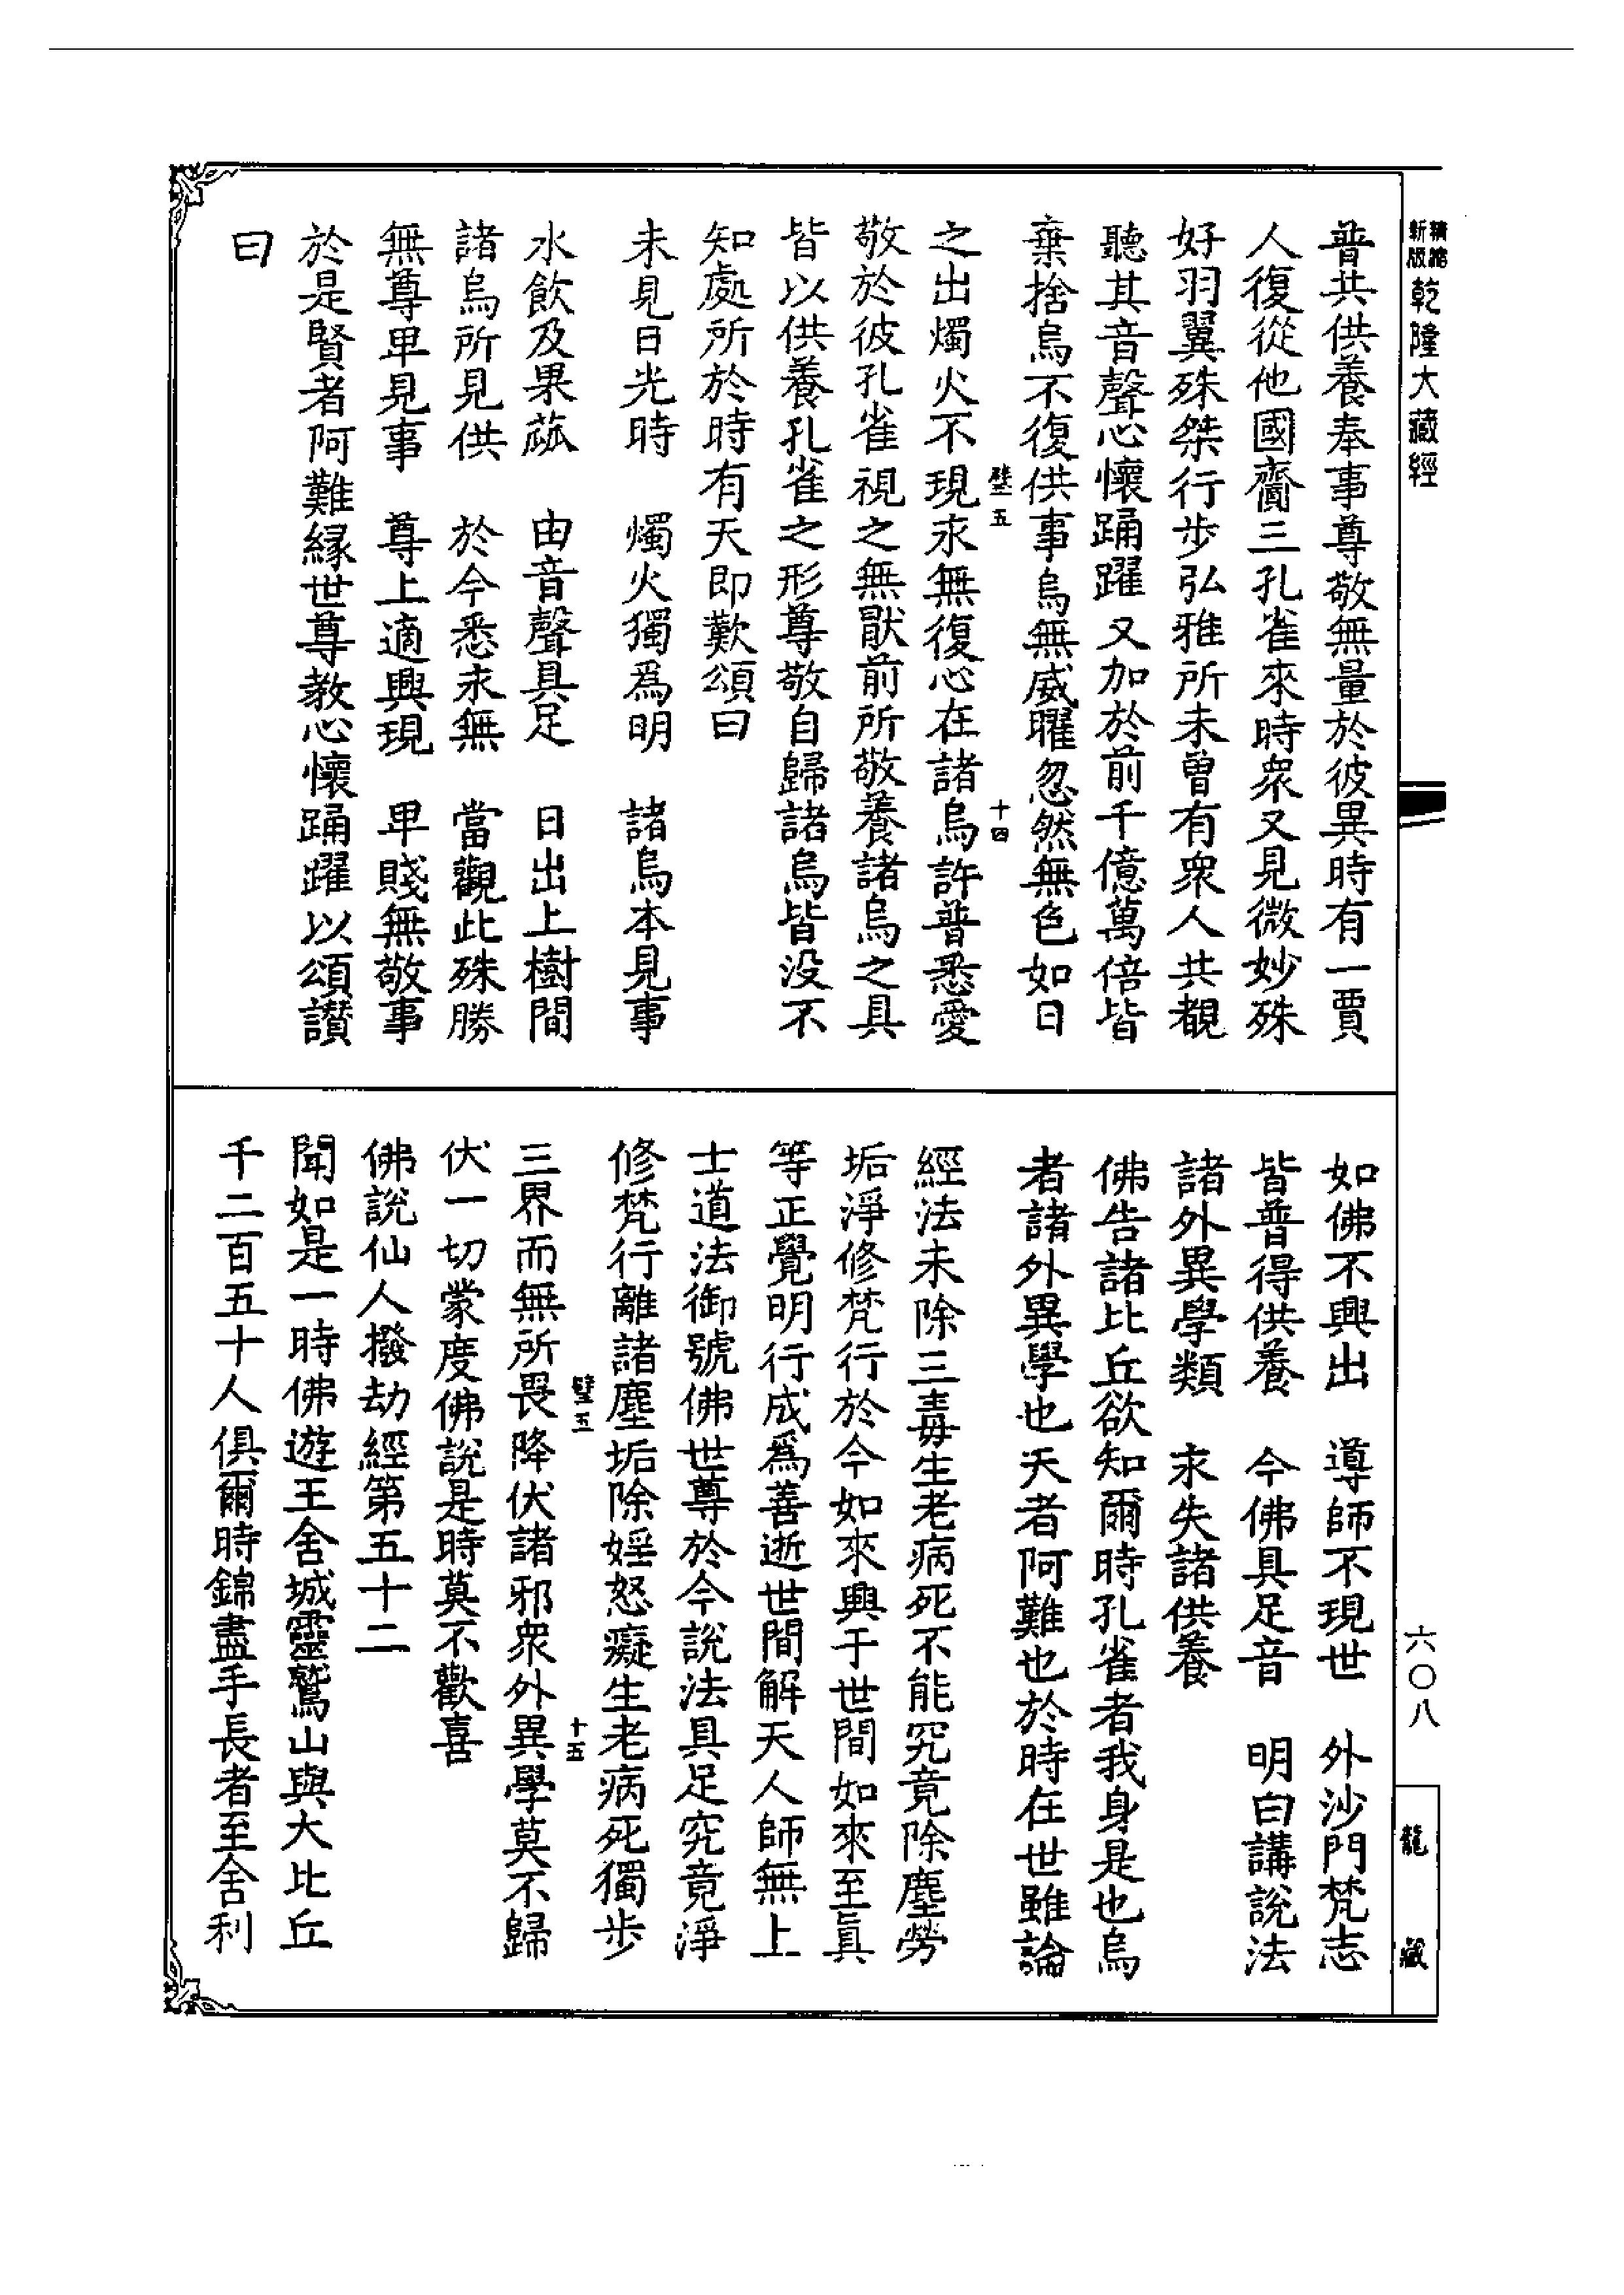 新版
精縮
乾隆大藏經
普共供養奉事尊敬無量於彼異時有一賈
人復從他國齎三孔雀來時衆又見微妙殊
好羽翼殊桀行步弘雅所未曾有衆人共覩
聽其音聲心懷踊躍又加於前千億萬倍皆
棄捨烏不復供事烏無威曜忽然無色如日
璧五
十四
之出燭火不現永無復心在諸烏許普悉愛
敬於彼孔雀視之無猒前所敬養諸烏之具
皆以供養孔雀之形尊敬自歸諸烏皆没不
知處所於時有天即歎頌曰
未見日光時　燭火獨爲明　諸烏本見事
水飲及果蓏　由音聲具足　日出上樹間
諸烏所見供　於今悉永無　當觀此殊勝
無尊卑見事　尊上適興現　卑賤無敬事
於是賢者阿難緣世尊教心懷踊躍以頌讃
曰
如佛不興出　導師不現世　外沙門梵志
皆普得供養　今佛具足音　明白講說法
諸外異學類　永失諸供養
佛告諸比丘欲知爾時孔雀者我身是也烏
者諸外異學也天者阿難也於時在世雖論
經法未除三毒生老病死不能究竟除塵勞
垢淨修梵行於今如來興于世間如來至眞
等正覺明行成爲善逝世間解天人師無上
士道法御號佛世尊於今說法具足究竟淨
修梵行離諸塵垢除婬怒癡生老病死獨步
璧五
十五
三界而無所畏降伏諸邪衆外異學莫不歸
伏一切蒙度佛說是時莫不歡喜
佛說仙人撥劫經第五十二
聞如是一時佛遊王舍城靈鷲山與大比丘
千二百五十人俱爾時錦盡手長者至舍利
六〇八
龍藏